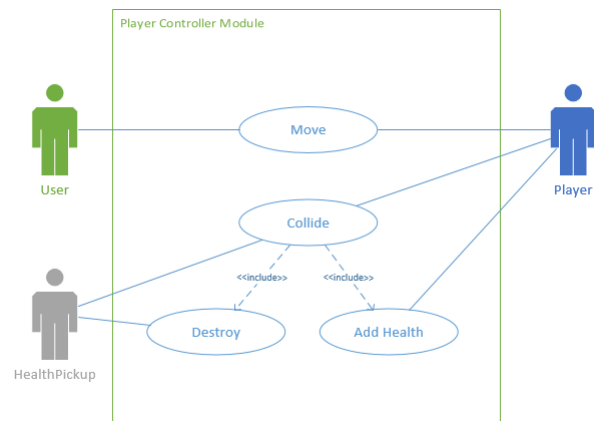 Player Controller Module
Move
User
Player
Collide
<<include>> <<include>>
Destroy
Add Health
HealthPickup